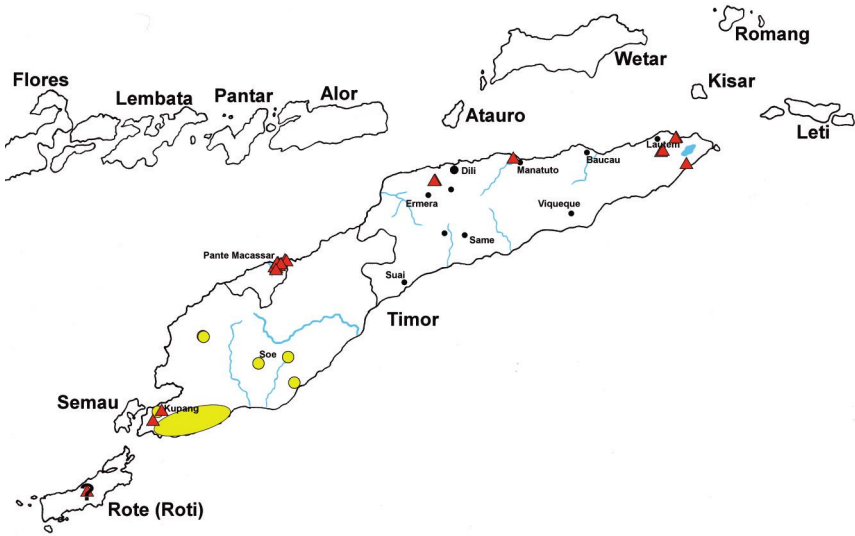 Romang
Wetar
Flores
Kisar
Lembata
Pantar
Alor
Atauro
Leti
Lautem
Baucau
Dili
Manatuto
Ermera
Viqueque
Same
Pante Macassar
Suai
Timor
Soe
Semau
Kupang
?
Rote (Roti)